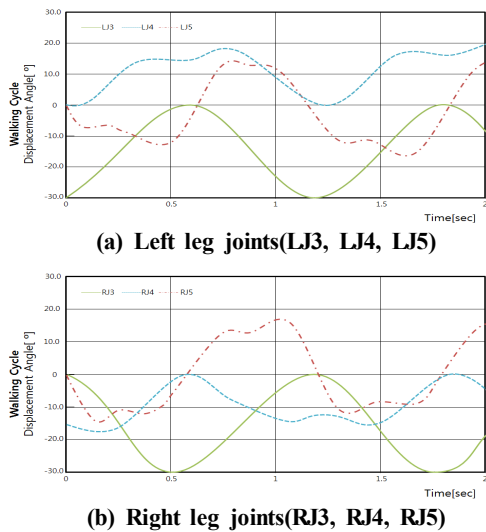 30.0
LJ3 LJ4 LJ5
20.0
10.0
0
-10.0
-20.0
-30.0
Walking Cycle
Displacement Angle[ º]
0 0.5 1 1.5 2
Time[sec]
(a) Left leg joints(LJ3, LJ4, LJ5)
30.0
RJ3 RJ4 RJ5
20.0
10.0
0
-10.0
-20.0
-30.0
Walking Cycle
Displacement Angle[ º]
0 0.5 1 1.5 2
Time[sec]
(b) Right leg joints(RJ3, RJ4, RJ5)